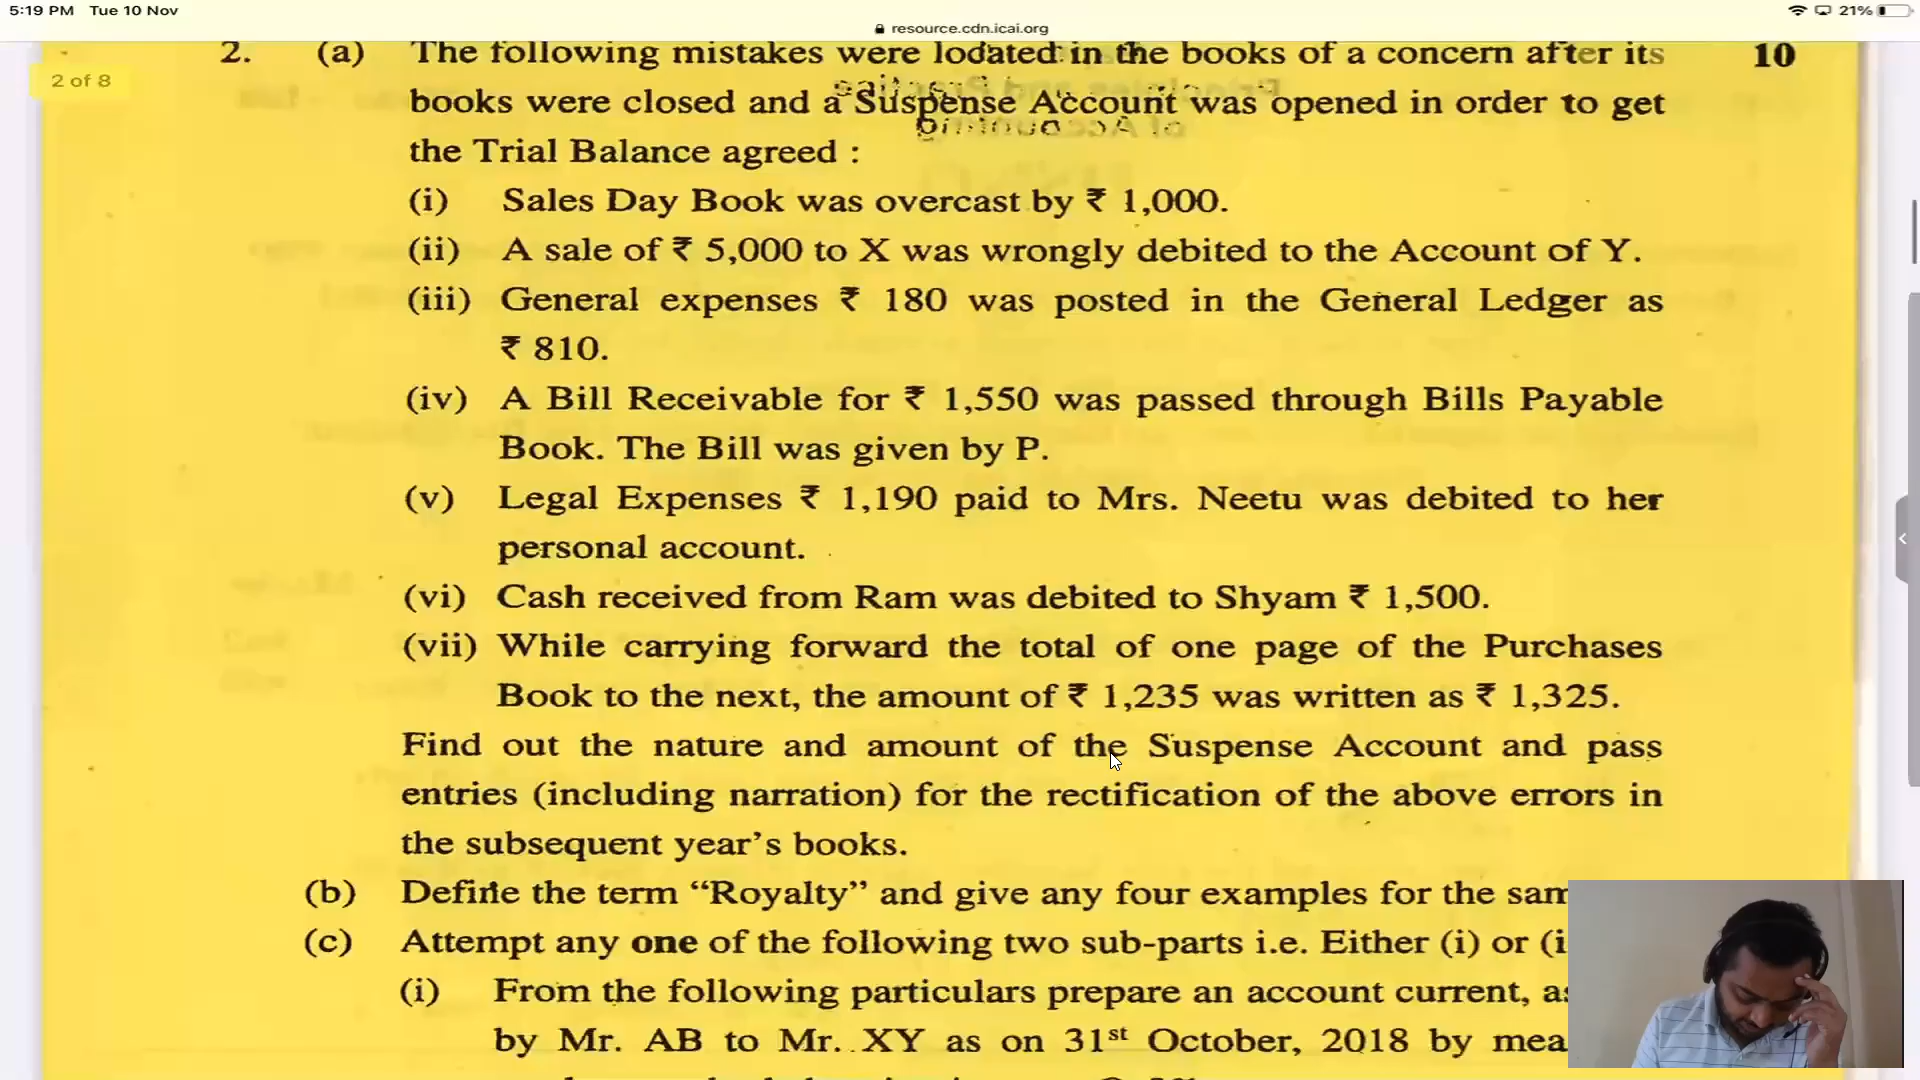 5:19 PM Tue 10 Nov
21%
resource.cdn.icai.org
2 of 8
2. (a) The following mistakes were lodated in the books of a concern after its 10
books were closed and a Suspense Account was opened in order to get
the Trial Balance agreed :
(i) Sales Day Book was overcast by ₹ 1,000.
(ii) A sale of ₹ 5,000 to X was wrongly debited to the Account of Y.
(iii) General expenses ₹ 180 was posted in the General Ledger as
₹ 810.
(iv) A Bill Receivable for ₹ 1,550 was passed through Bills Payable
Book. The Bill was given by P.
(v) Legal Expenses ₹ 1,190 paid to Mrs. Neetu was debited to her
personal account.
(vi) Cash received from Ram was debited to Shyam ₹ 1,500.
(vii) While carrying forward the total of one page of the Purchases
Book to the next, the amount of ₹ 1,235 was written as ₹ 1,325.
Find out the nature and amount of the Suspense Account and pass
entries (including narration) for the rectification of the above errors in
the subsequent year's books.
(b) Define the term “Royalty” and give any four examples for the sam
(c) Attempt any one of the following two sub-parts i.e. Either (i) or (i
(i) From the following particulars prepare an account current, as
by Mr. AB to Mr. XY as on 31st October, 2018 by mea